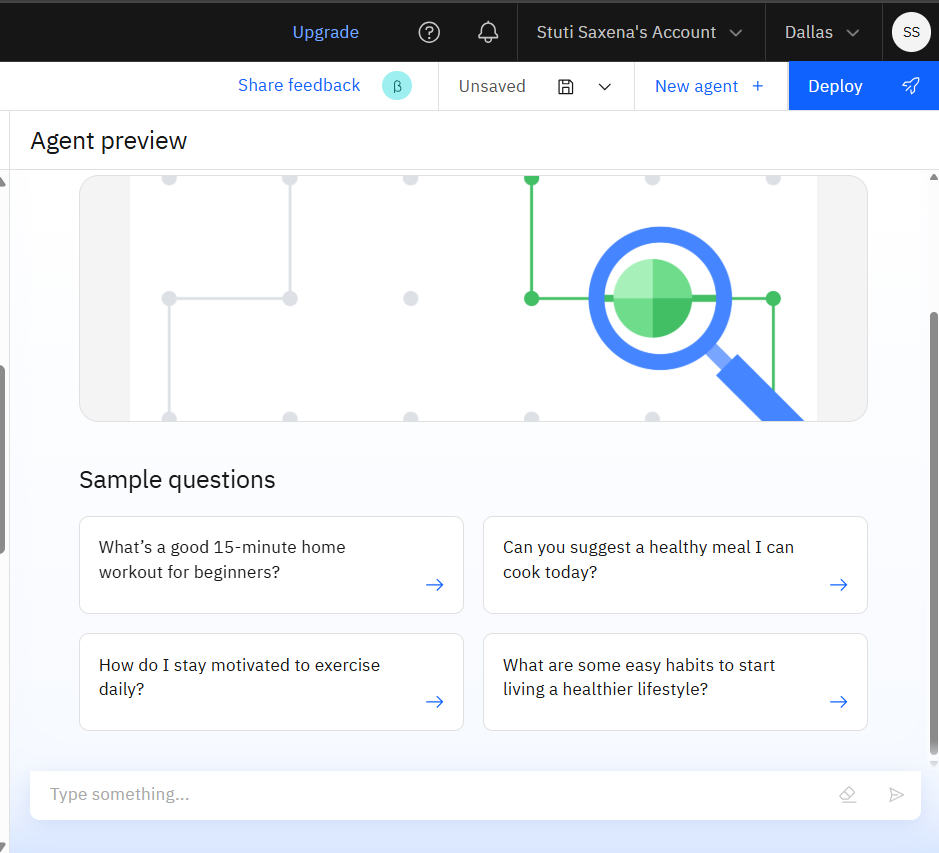 Upgrade
Stuti Saxena's Account
Dallas
SS
Share feedback
β
Unsaved
New agent +
Deploy
Agent preview
Sample questions
What’s a good 15-minute home
workout for beginners?
Can you suggest a healthy meal I can
cook today?
How do I stay motivated to exercise
daily?
What are some easy habits to start
living a healthier lifestyle?
Type something...